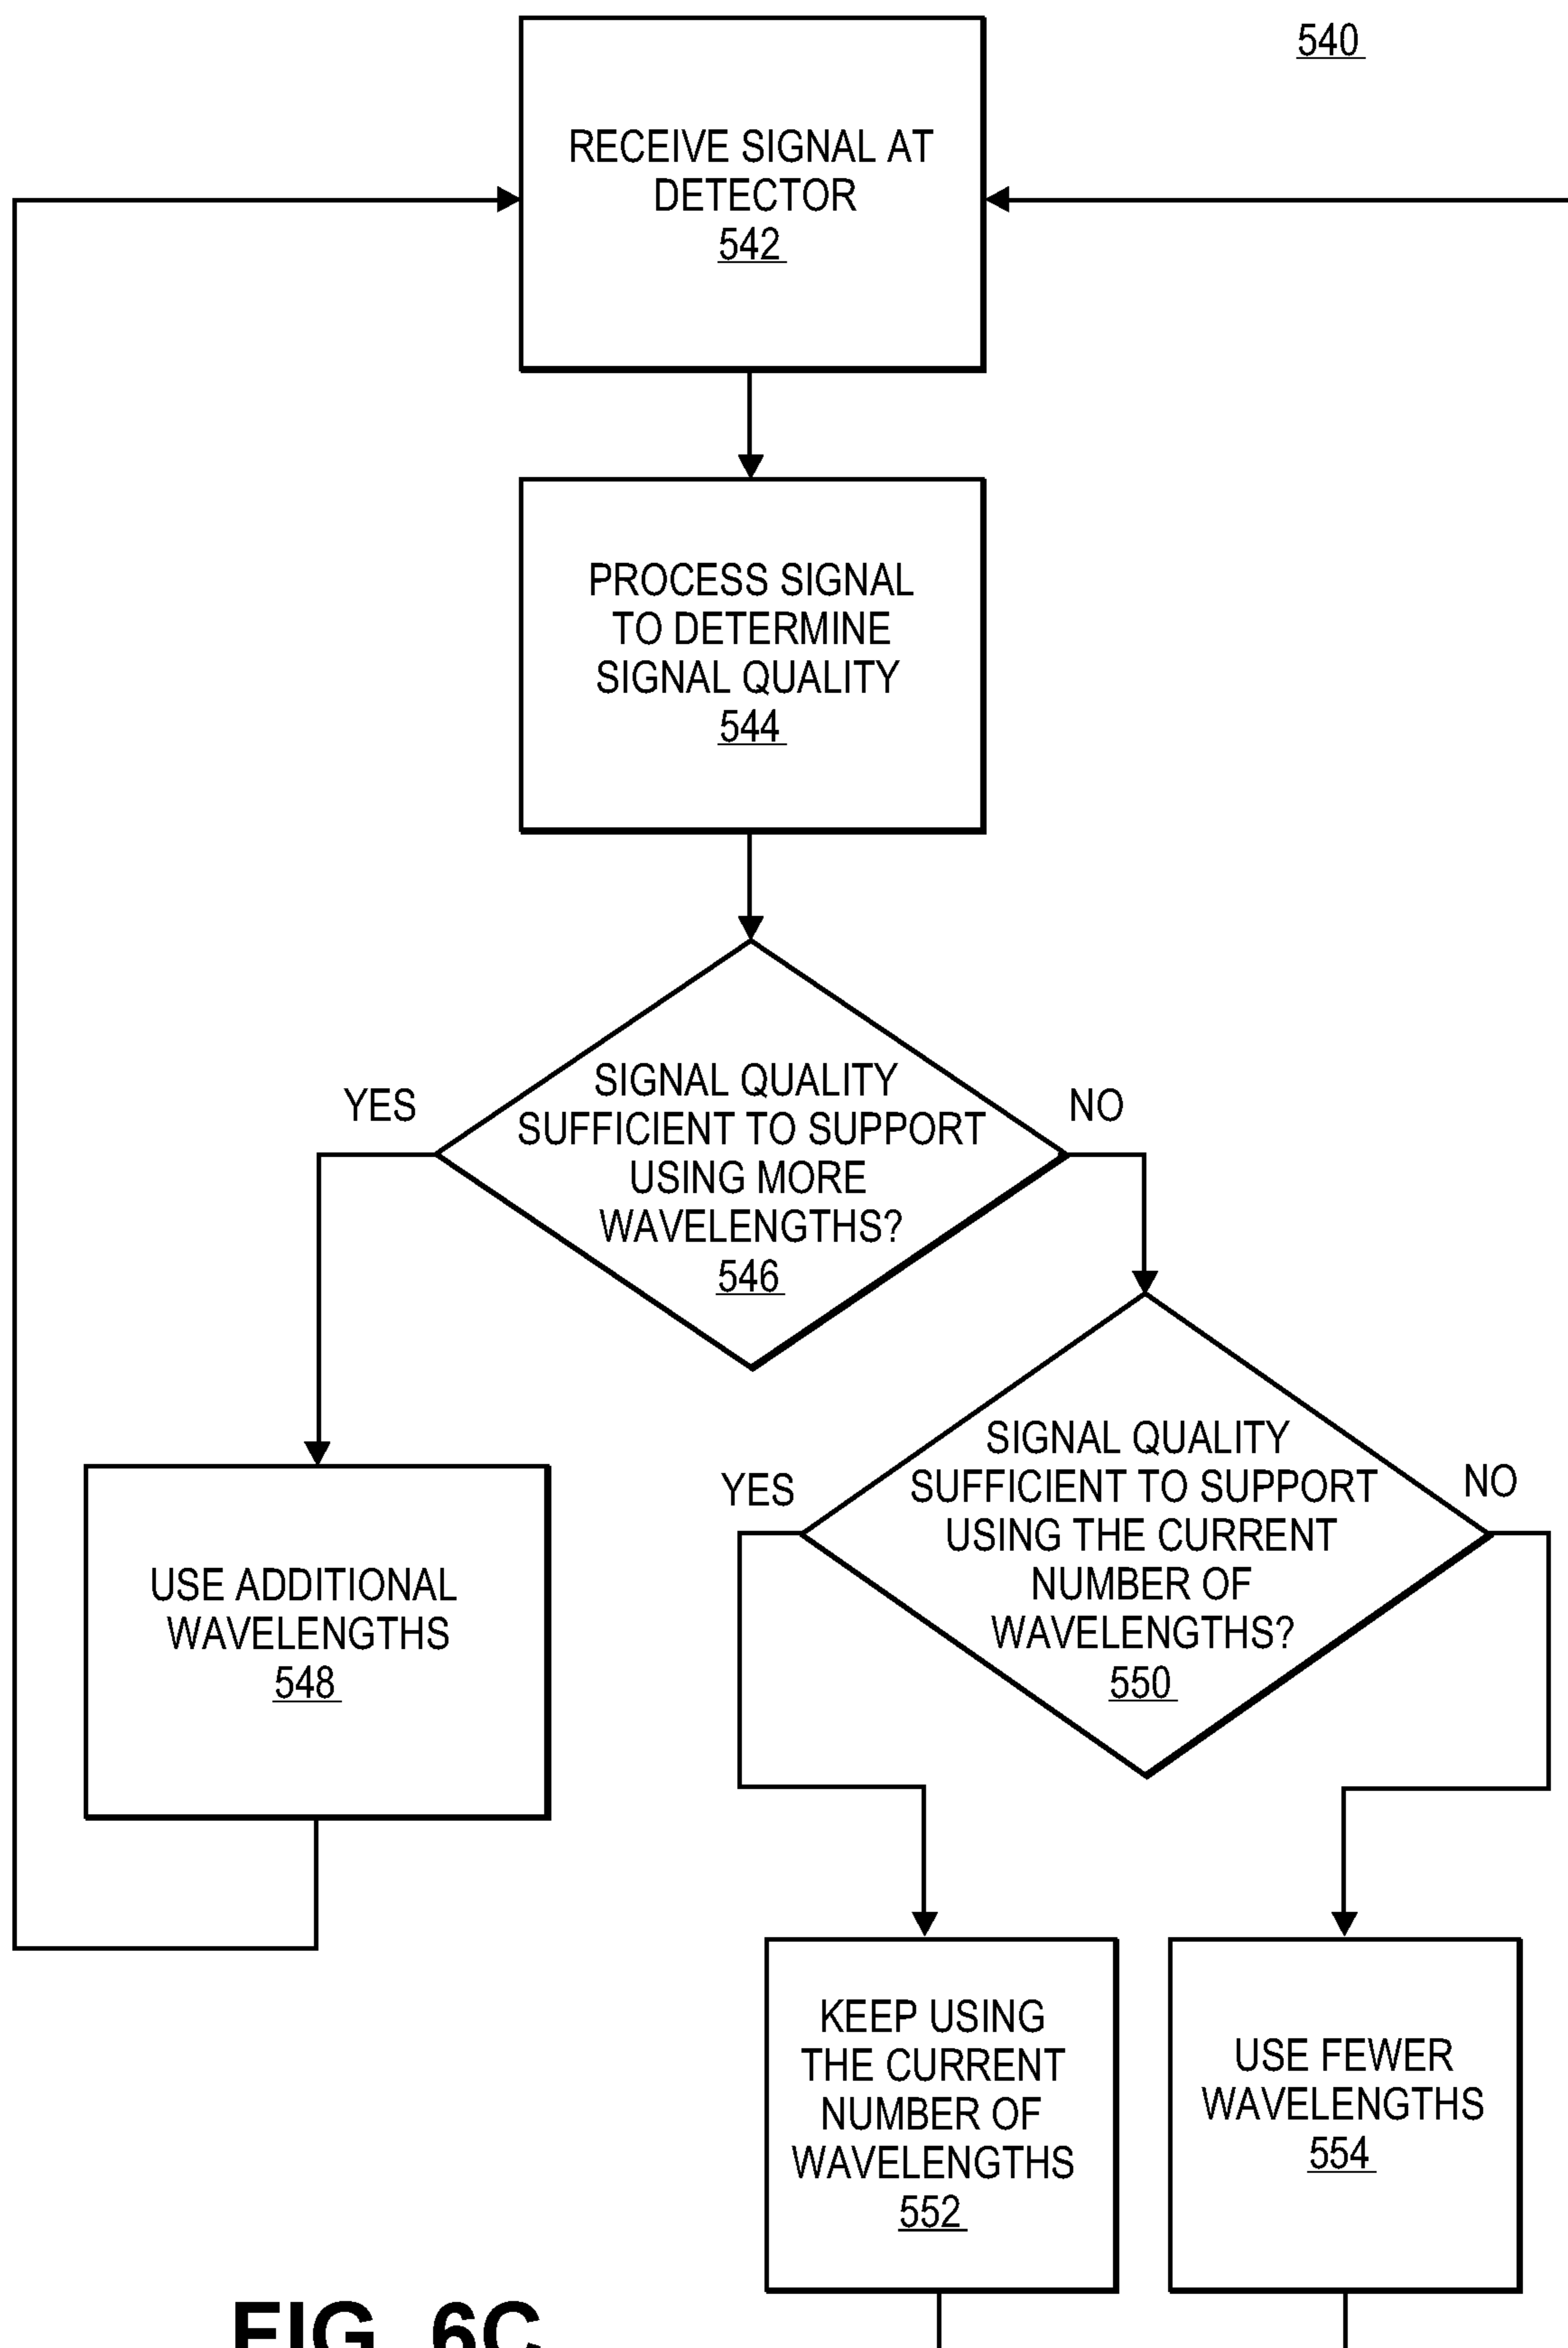 540
RECEIVE SIGNAL AT
DETECTOR
542
PROCESS SIGNAL
TO DETERMINE
SIGNAL QUALITY
544
SIGNAL QUALITY
SUFFICIENT TO SUPPORT
USING MORE
WAVELENGTHS?
546
YES
NO
USE ADDITIONAL
WAVELENGTHS
548
SIGNAL QUALITY
SUFFICIENT TO SUPPORT
USING THE CURRENT
NUMBER OF
WAVELENGTHS?
550
YES
NO
KEEP USING
THE CURRENT
NUMBER OF
WAVELENGTHS
552
USE FEWER
WAVELENGTHS
554
FIG. 6C